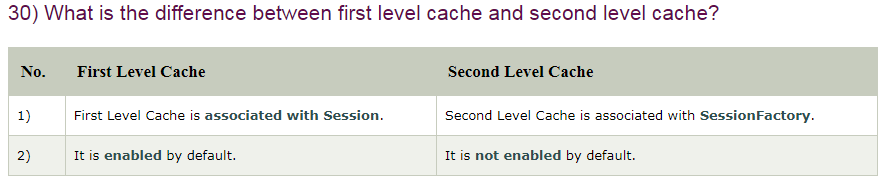 30) What is the difference between first level cache and second level cache?
No. First Level Cache Second Level Cache
1) First Level Cache is associated with Session. Second Level Cache is associated with SessionFactory.
2) It is enabled by default. It is not enabled by default.